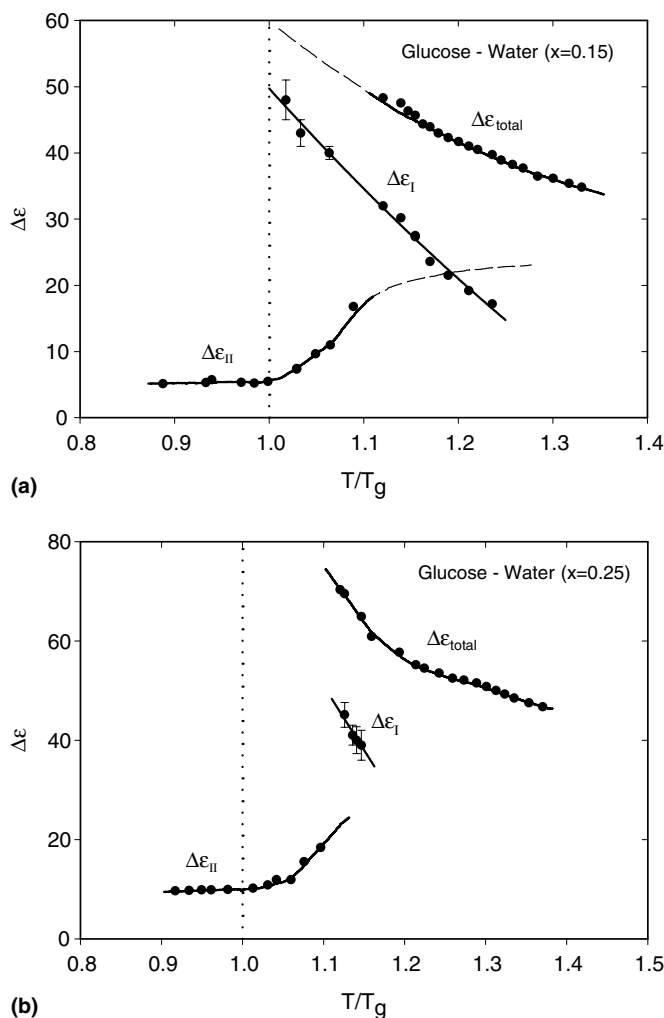 60
50
40
30
20
10
0
Δε
Glucose - Water (x=0.15)
Δε_total
Δε_I
Δε_II
0.8 0.9 1.0 1.1 1.2 1.3 1.4
(a) T/T_g
80
60
40
20
0
Δε
Glucose - Water (x=0.25)
Δε_total
Δε_I
Δε_II
0.8 0.9 1.0 1.1 1.2 1.3 1.4 1.5
(b) T/T_g